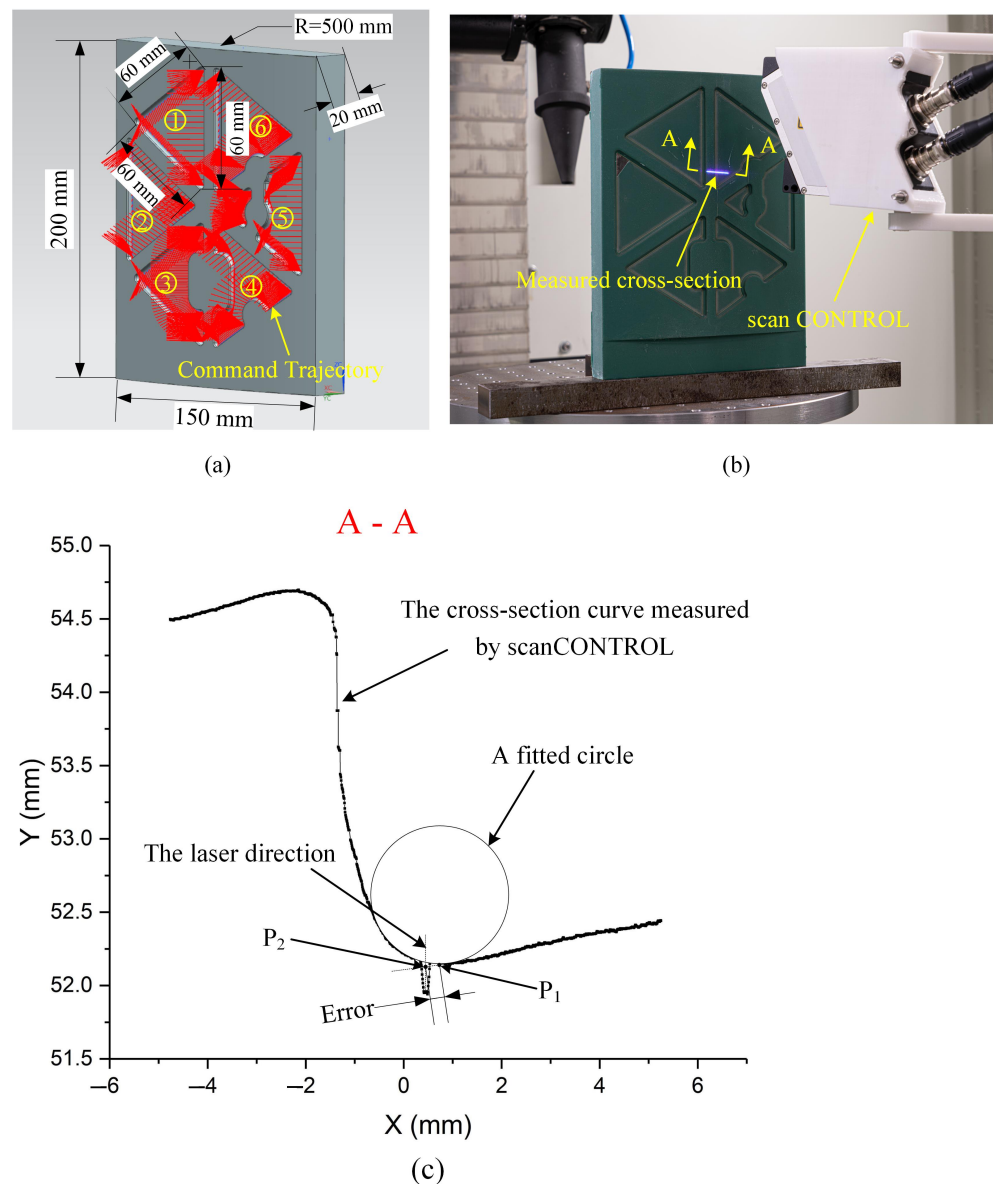 R=500 mm
60 mm
20 mm
①
⑥
60 mm
60 mm
200 mm
②
⑤
③
④
Command Trajectory
150 mm
(a)
A
A
Measured cross-section
scan CONTROL
(b)
A - A
55.0
54.5
54.0
53.5
53.0
52.5
52.0
51.5
Y (mm)
The cross-section curve measured
by scanCONTROL
A fitted circle
The laser direction
P₂
P₁
Error
−6
−4
−2
0
2
4
6
X (mm)
(c)